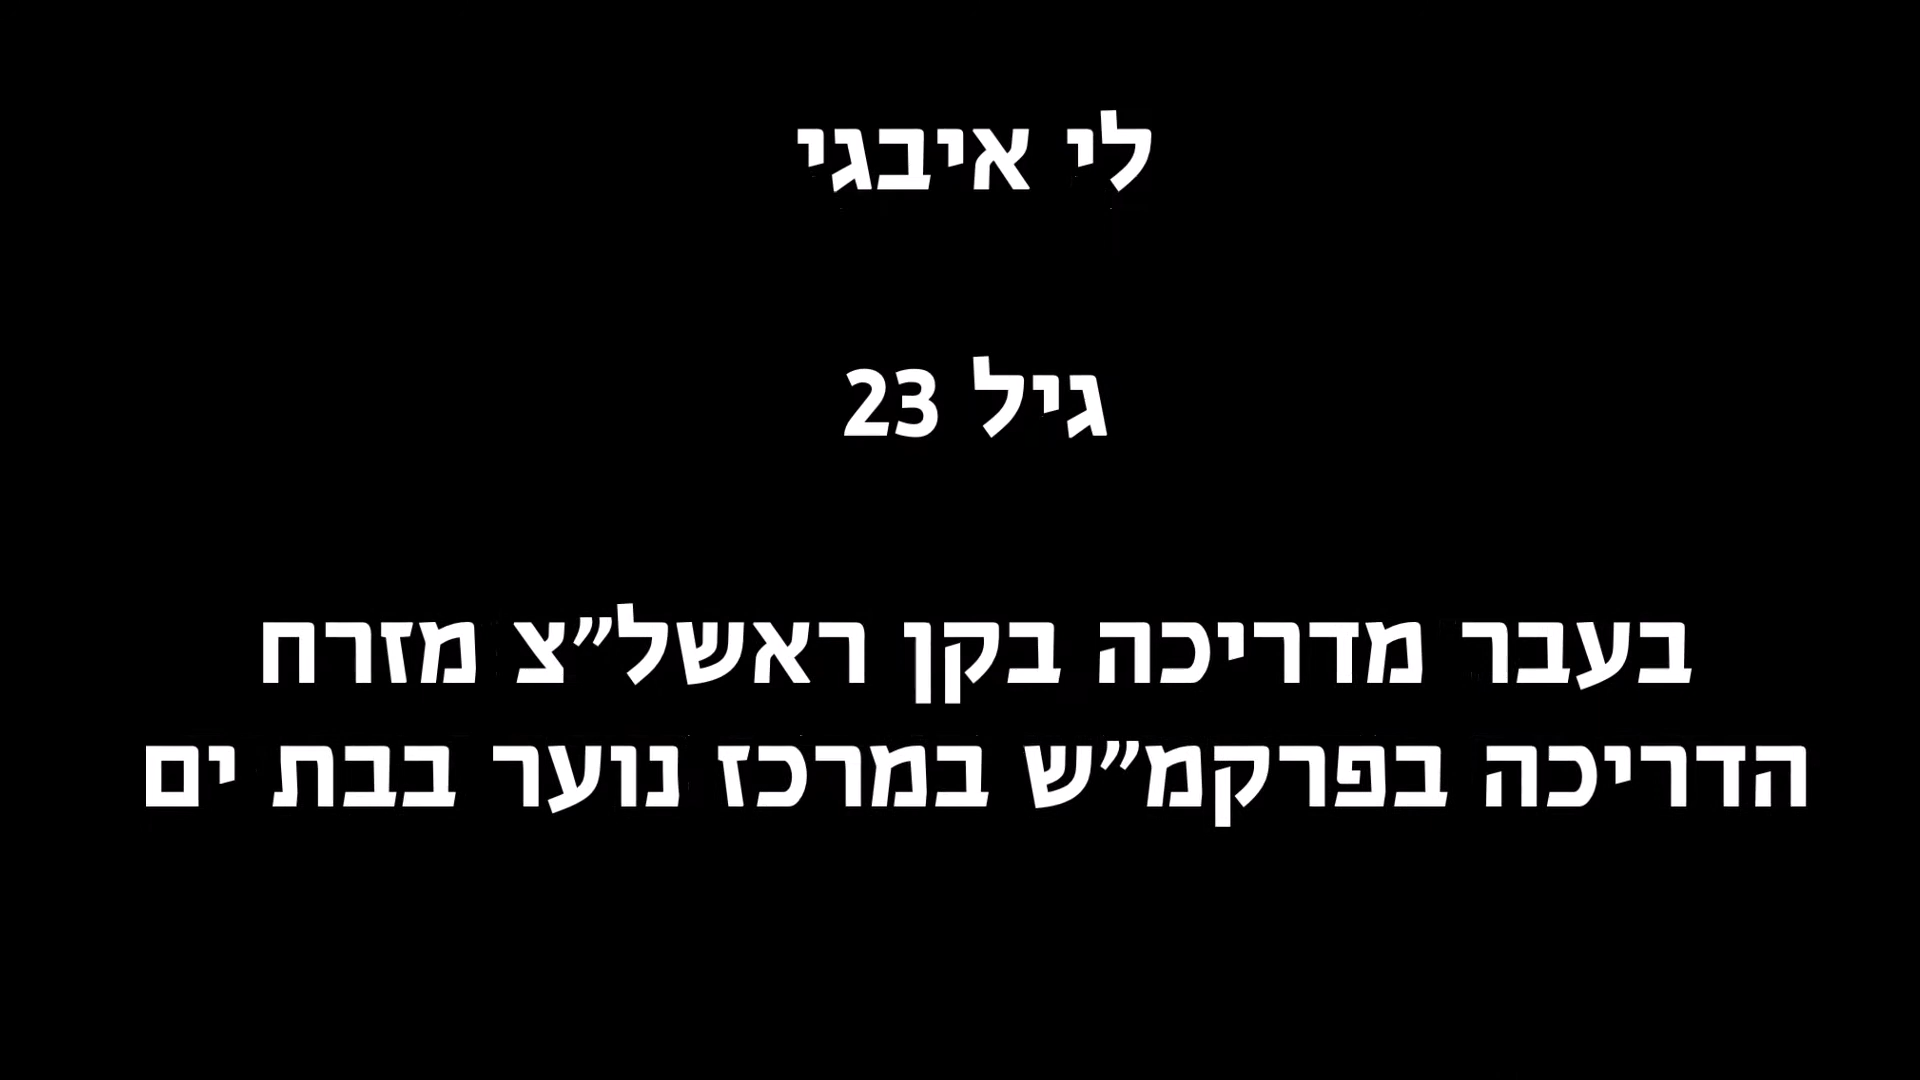 לי איבגי
גיל 23
בעבר מדריכה בקן ראשל״צ מזרח
הדריכה בפרקמ״ש במרכז נוער בבת ים